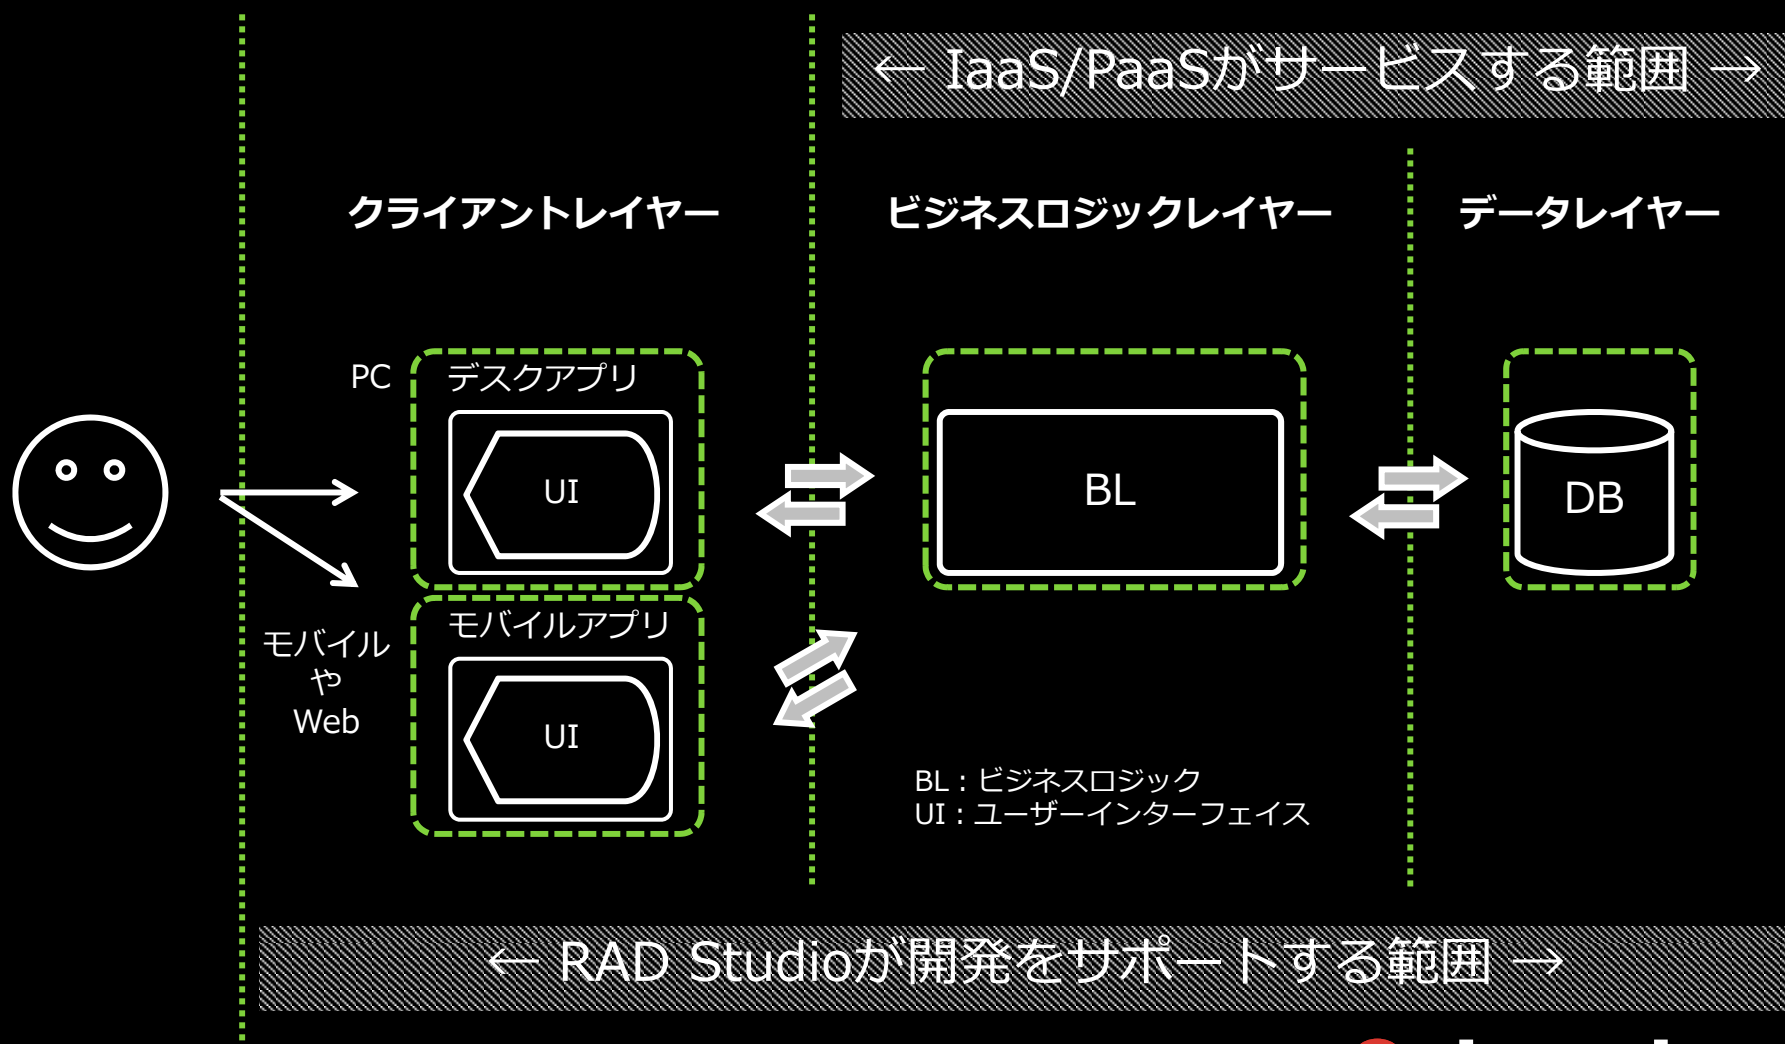 ← IaaS/PaaSがサービスする範囲 →
クライアントレイヤー
ビジネスロジックレイヤー
データレイヤー
PC
デスクアプリ
UI
BL
DB
モバイル
や
Web
モバイルアプリ
UI
BL：ビジネスロジック
UI：ユーザーインターフェイス
← RAD Studioが開発をサポートする範囲 →